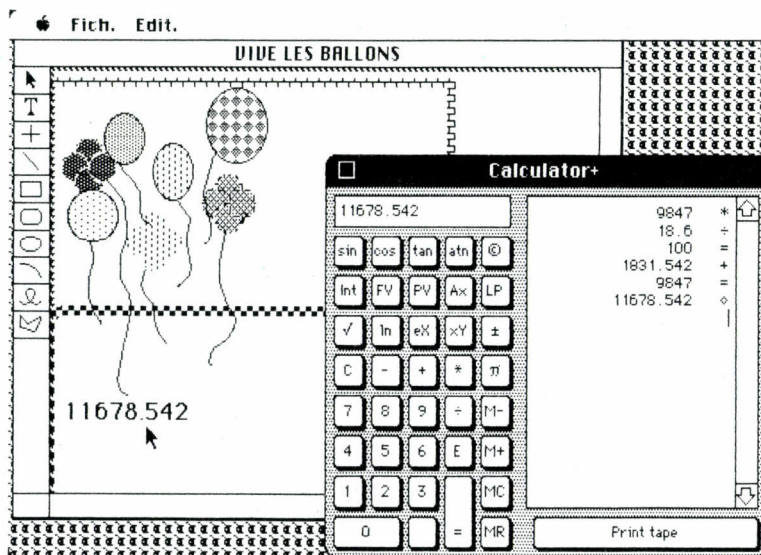 Fich. Edit.
VIVE LES BALLONS
T
11678.542
Calculator+
11678.542
sin cos tan atn ©
Int FV PV Ax LP
√ ln eX xY ±
C - + * π
7 8 9 ÷ M-
4 5 6 E M+
1 2 3 MC
0 = MR
9847 *
18.6 ÷
100 =
1831.542 +
9847 =
11678.542 ◇
Print tape